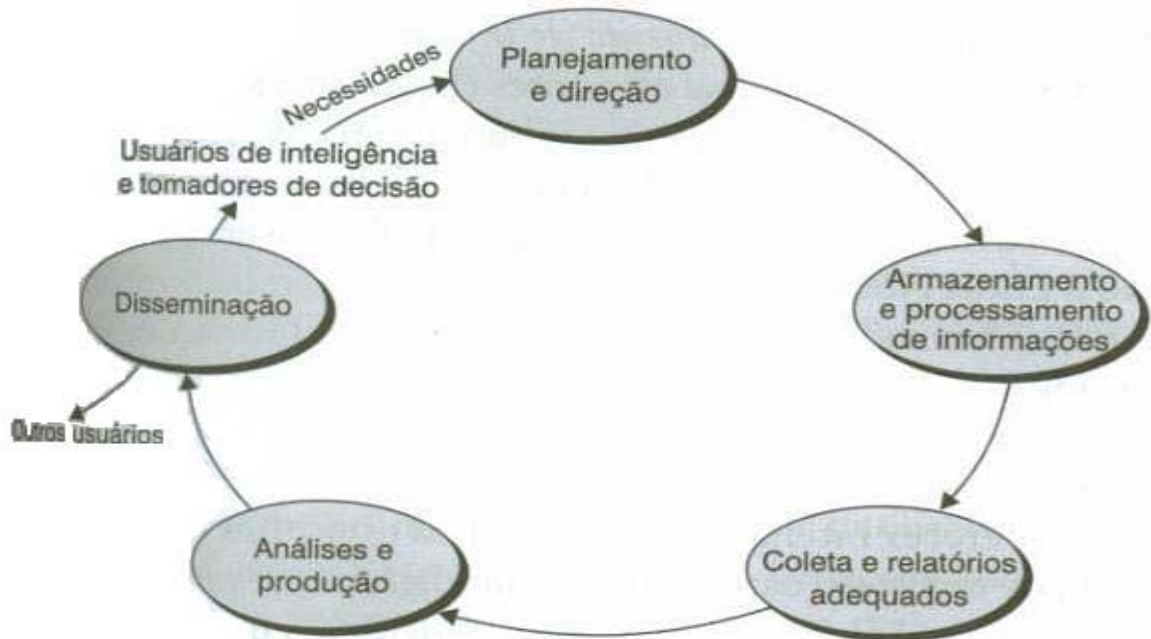 Planejamento
e direção
Necessidades
Usuários de inteligência
e tomadores de decisão
Armazenamento
e processamento
de informações
Disseminação
Outros usuários
Análises e
produção
Coleta e relatórios
adequados